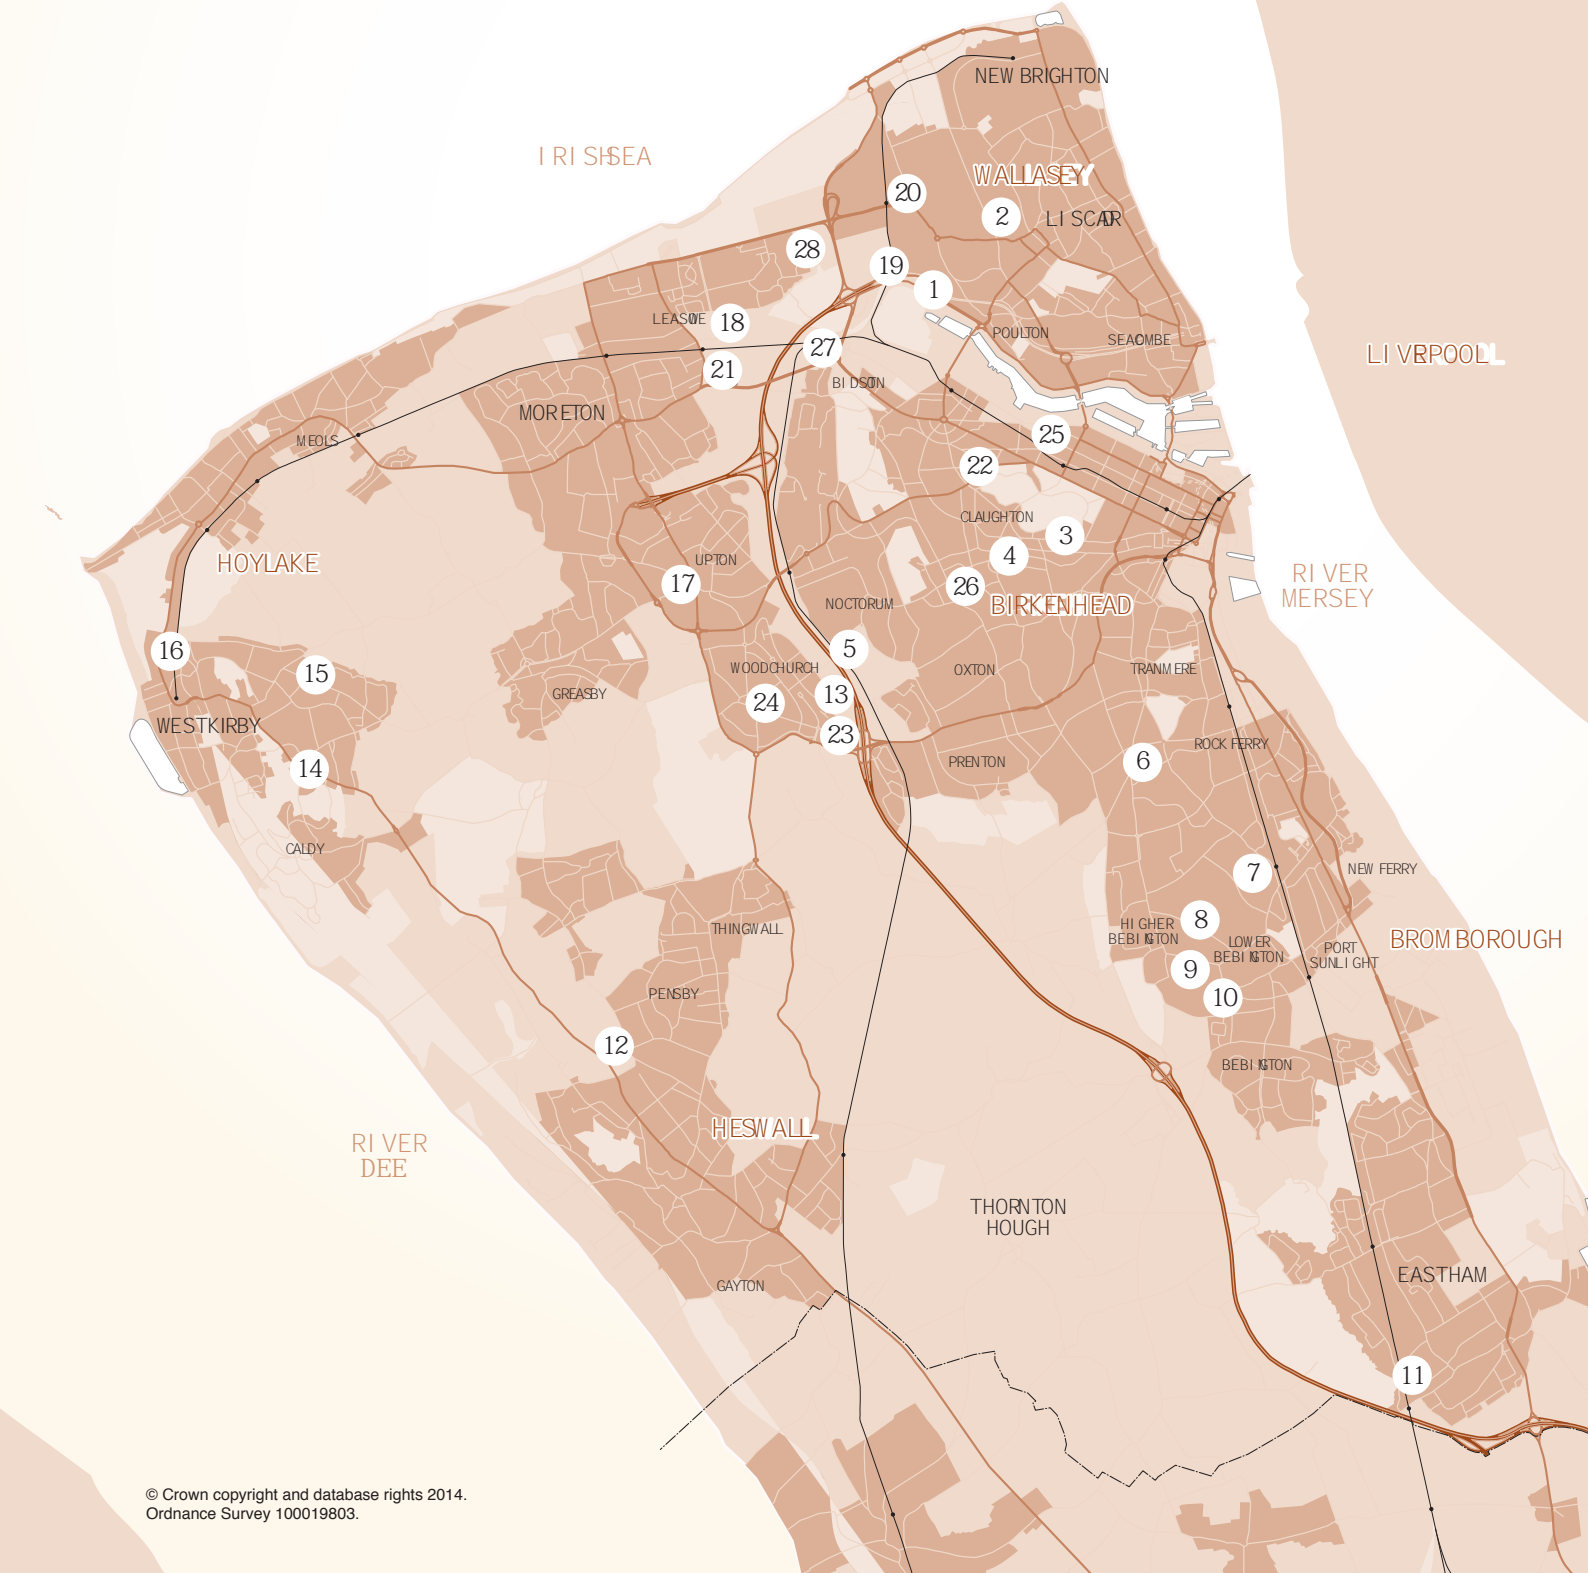 NEW BRIGHTON
IRISH SEA
WALLASEY
20
2
LISCARD
28
19
1
LEASOWE
18
POULTON
SEACOMBE
27
LIVERPOOL
21
BIDSTON
MORETON
MEOLS
25
22
CLAUGHTON
3
4
HOYLAKE
UPTON
17
26
RIVER
MERSEY
NOCTORUM
BIRKENHEAD
16
5
15
WOODCHURCH
OXTON
TRANMERE
GREASBY
24
13
WEST KIRBY
23
ROCK FERRY
14
PRENTON
6
CALDY
7
NEW FERRY
8
THINGWALL
HIGHER
BEBINGTON
LOWER
BEBINGTON
PORT
SUNLIGHT
BROMBOROUGH
9
PENSBY
10
12
BEBINGTON
HESWALL
RIVER
DEE
THORNTON
HOUGH
GAYTON
EASTHAM
11
© Crown copyright and database rights 2014.
Ordnance Survey 100019803.